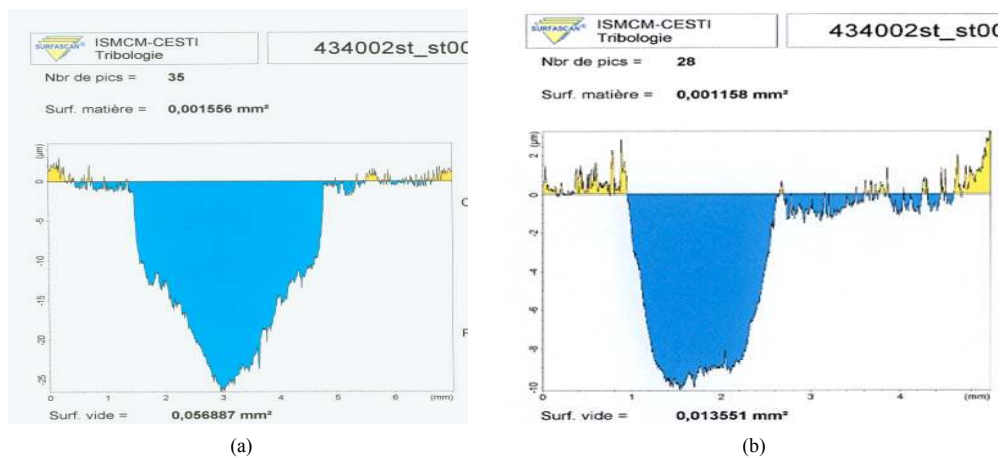 SURFASCAN
ISMCM-CESTI
Tribologie
434002st_st00
Nbr de pics = 35
Surf. matière = 0,001556 mm²
(µm)
0
-5
-10
-15
-20
-25
0 1 2 3 4 5 6 (mm)
Surf. vide = 0,056887 mm²
(a)
SURFASCAN
ISMCM-CESTI
Tribologie
434002st_st00
Nbr de pics = 28
Surf. matière = 0,001158 mm²
(µm)
2
0
-2
-4
-6
-8
-10
0 1 2 3 4 (mm)
Surf. vide = 0,013551 mm²
(b)